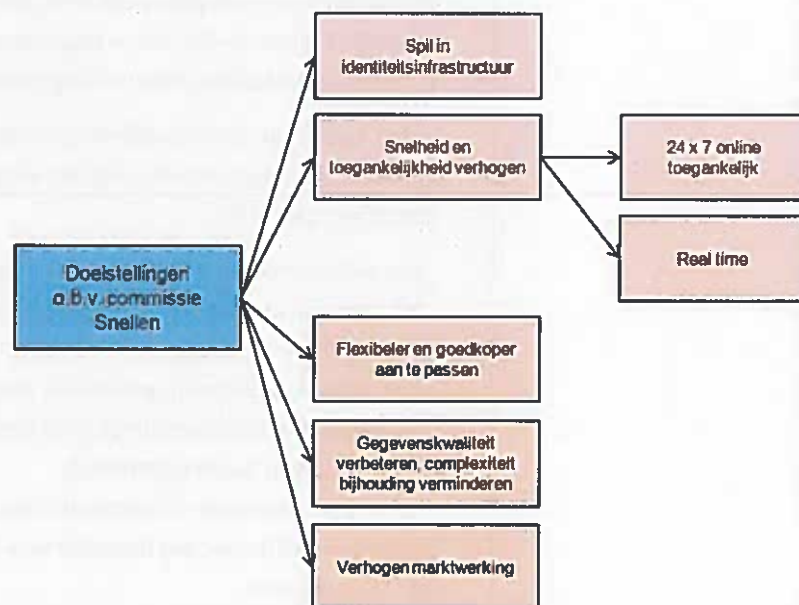 Spil in
identiteitsinfrastructuur
Snelheid en
toegankelijkheid verhogen
24 x 7 online
toegankelijk
Real time
Doelstellingen
o.B.v. commissie
Snellen
Flexibeler en goedkoper
aan te passen
Gegevenskwaliteit
verbeteren, complexiteit
bijhouding verminderen
Verhogen marktwerking